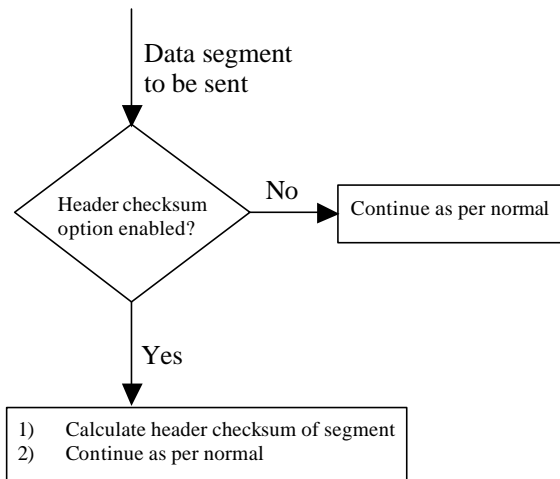 Data segment
to be sent
Header checksum
option enabled?
No
Continue as per normal
Yes
1) Calculate header checksum of segment
2) Continue as per normal